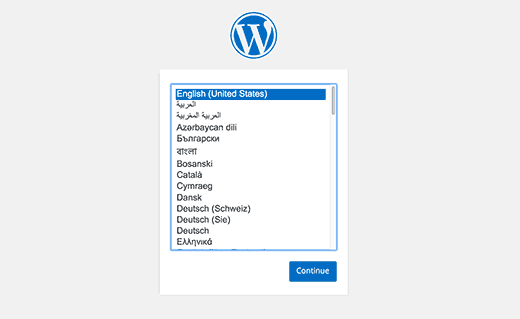 English (United States)
العربية
العربية المغربية
Azərbaycan dili
Български
বাংলা
Bosanski
Català
Cymraeg
Dansk
Deutsch (Schweiz)
Deutsch (Sie)
Deutsch
Ελληνικά
Continue